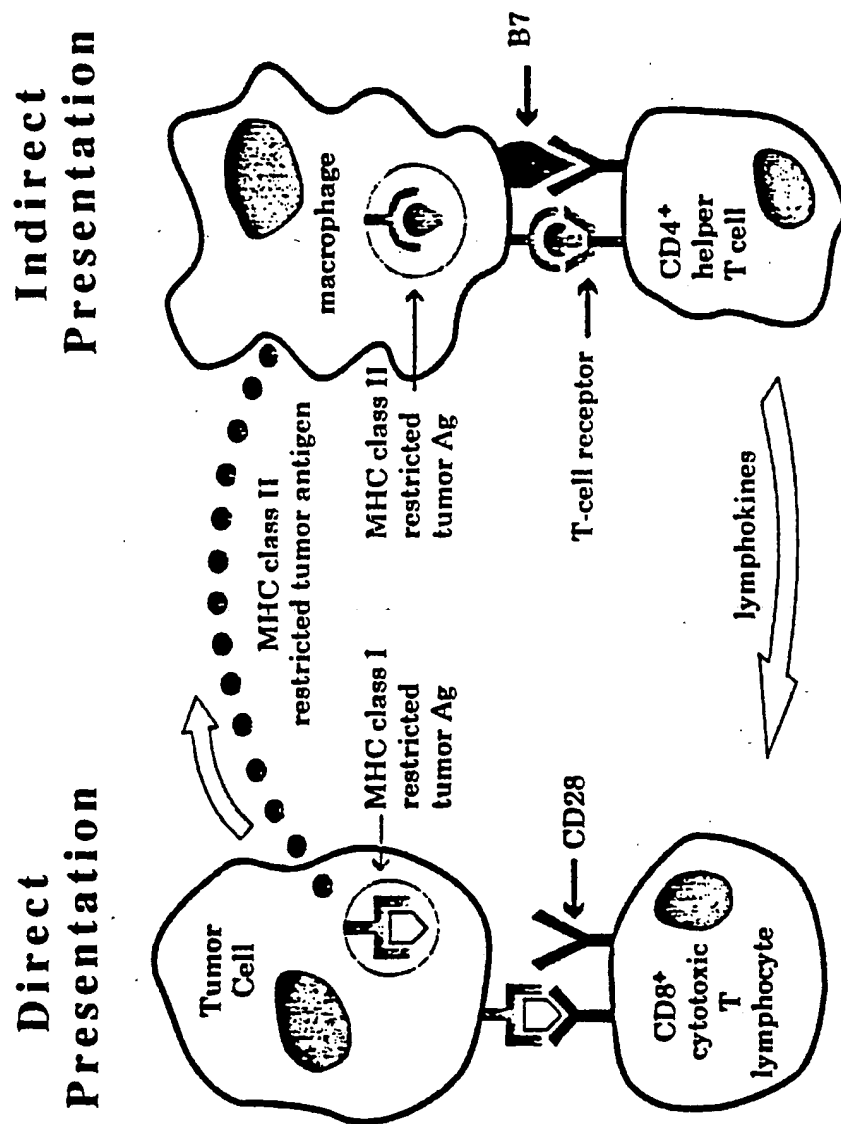 Direct
Presentation
Indirect
Presentation
Tumor
Cell
MHC class II
restricted tumor antigen
macrophage
MHC class I
restricted
tumor Ag
MHC class II
restricted
tumor Ag
CD28
T-cell receptor
B7
CD8+
cytotoxic
T
lymphocyte
lymphokines
CD4+
helper
T cell